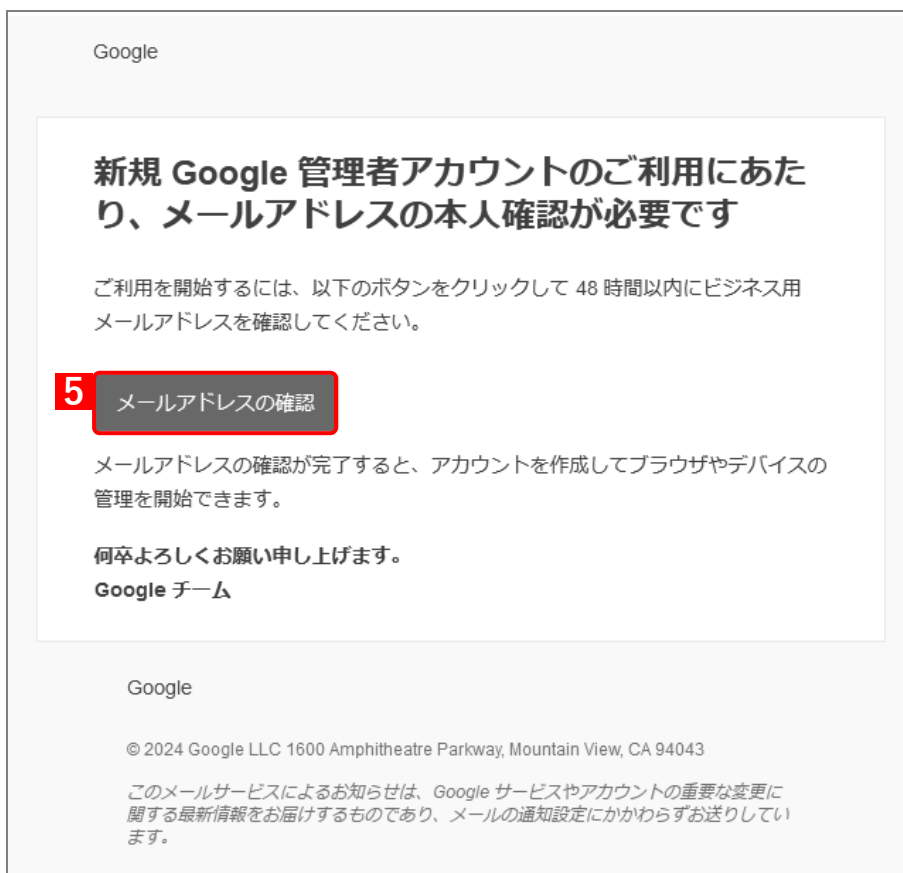 Google
新規 Google 管理者アカウントのご利用にあた
り、メールアドレスの本人確認が必要です
ご利用を開始するには、以下のボタンをクリックして 48 時間以内にビジネス用
メールアドレスを確認してください。
5
メールアドレスの確認
メールアドレスの確認が完了すると、アカウントを作成してブラウザやデバイスの
管理を開始できます。
何卒よろしくお願い申し上げます。
Google チーム
Google
© 2024 Google LLC 1600 Amphitheatre Parkway, Mountain View, CA 94043
このメールサービスによるお知らせは、Google サービスやアカウントの重要な変更に
関する最新情報をお届けするものであり、メールの通知設定にかかわらずお送りしてい
ます。